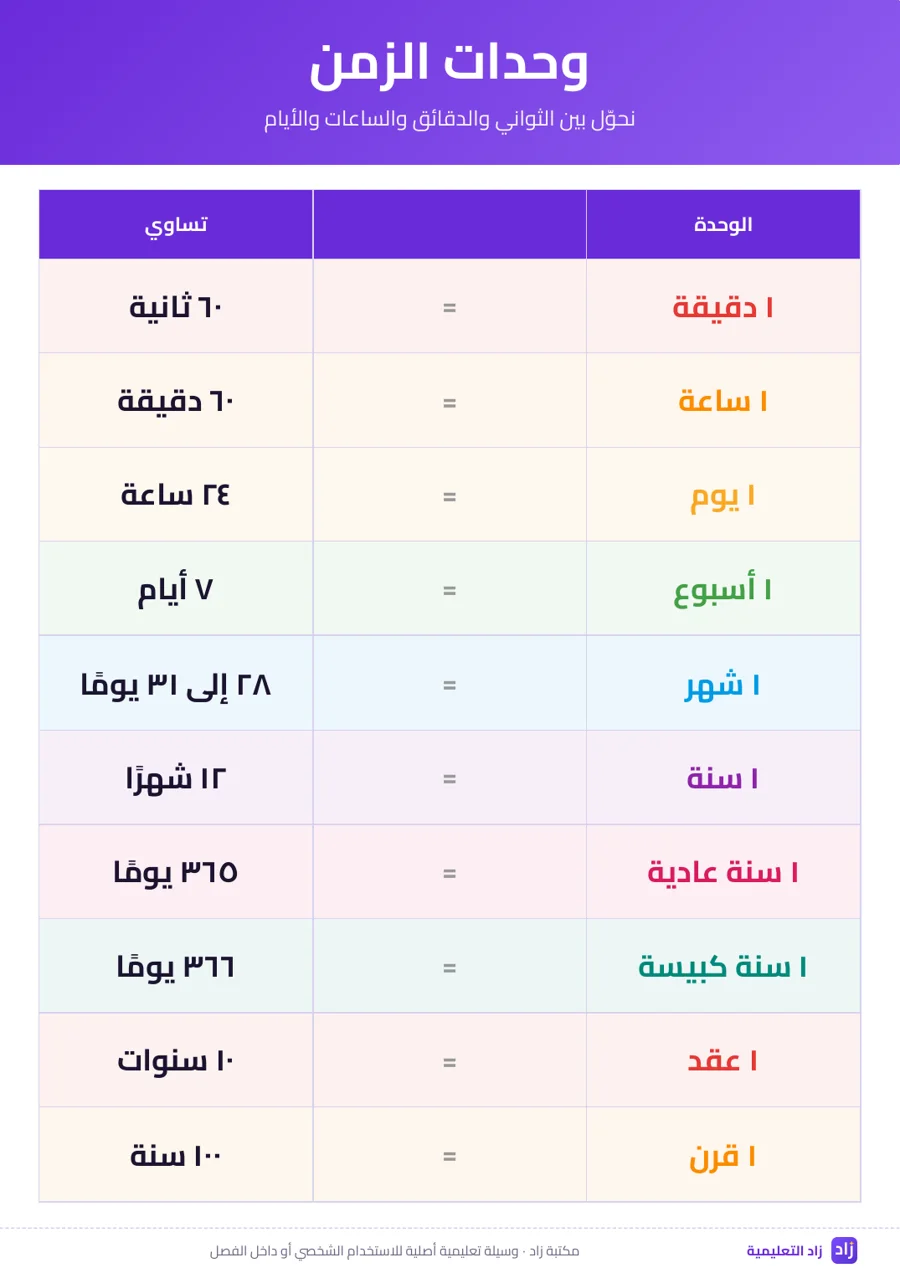 وحدات الزمن
نحوّل بين الثواني والدقائق والساعات والأيام
الوحدة تساوي
١ دقيقة = ٦٠ ثانية
١ ساعة = ٦٠ دقيقة
١ يوم = ٢٤ ساعة
١ أسبوع = ٧ أيام
١ شهر = ٢٨ إلى ٣١ يومًا
١ سنة = ١٢ شهرًا
١ سنة عادية = ٣٦٥ يومًا
١ سنة كبيسة = ٣٦٦ يومًا
١ عقد = ١٠ سنوات
١ قرن = ١٠٠ سنة
زاد زاد التعليمية مكتبة زاد · وسيلة تعليمية أصلية للاستخدام الشخصي أو داخل الفصل